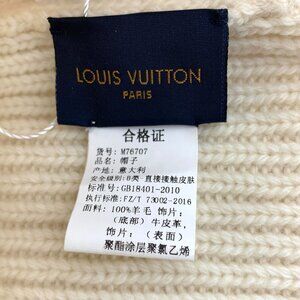 LOUIS VUITTON
PARIS
合格证
货号: M76707
品名: 帽子
产地: 意大利
安全级别: B类-直接接触皮肤
标准号: GB18401-2010
执行标准: FZ/T 73002-2016
面料: 100%羊毛 饰片:
(底部) 牛皮革,
饰片: (表面)
聚酯涂层聚氯乙烯